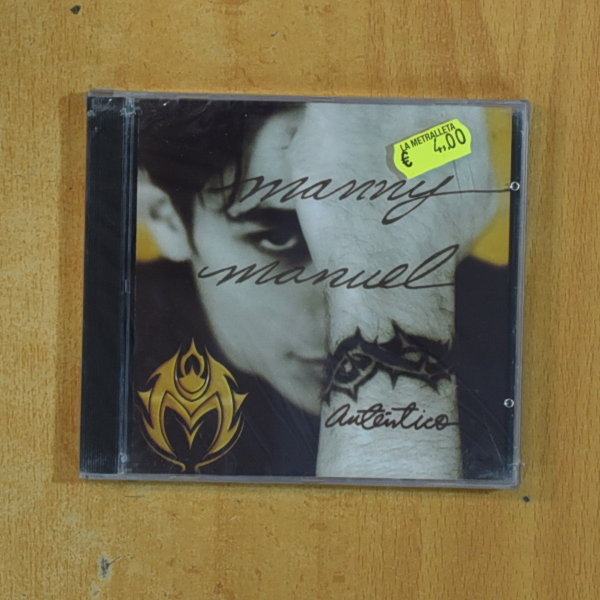 LA METRALLETA
€ 4,00
manny
manuel
auténtico